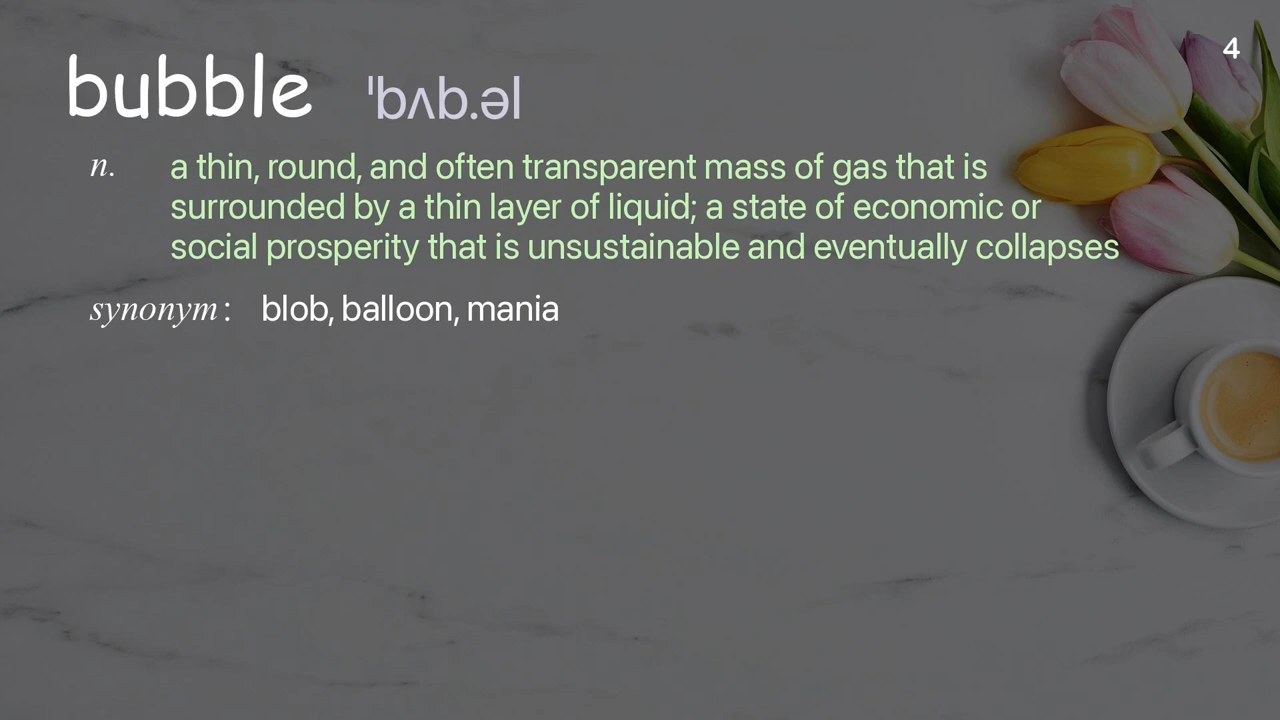 4
bubble ˈbʌb.əl
n. a thin, round, and often transparent mass of gas that is
surrounded by a thin layer of liquid; a state of economic or
social prosperity that is unsustainable and eventually collapses
synonym: blob, balloon, mania